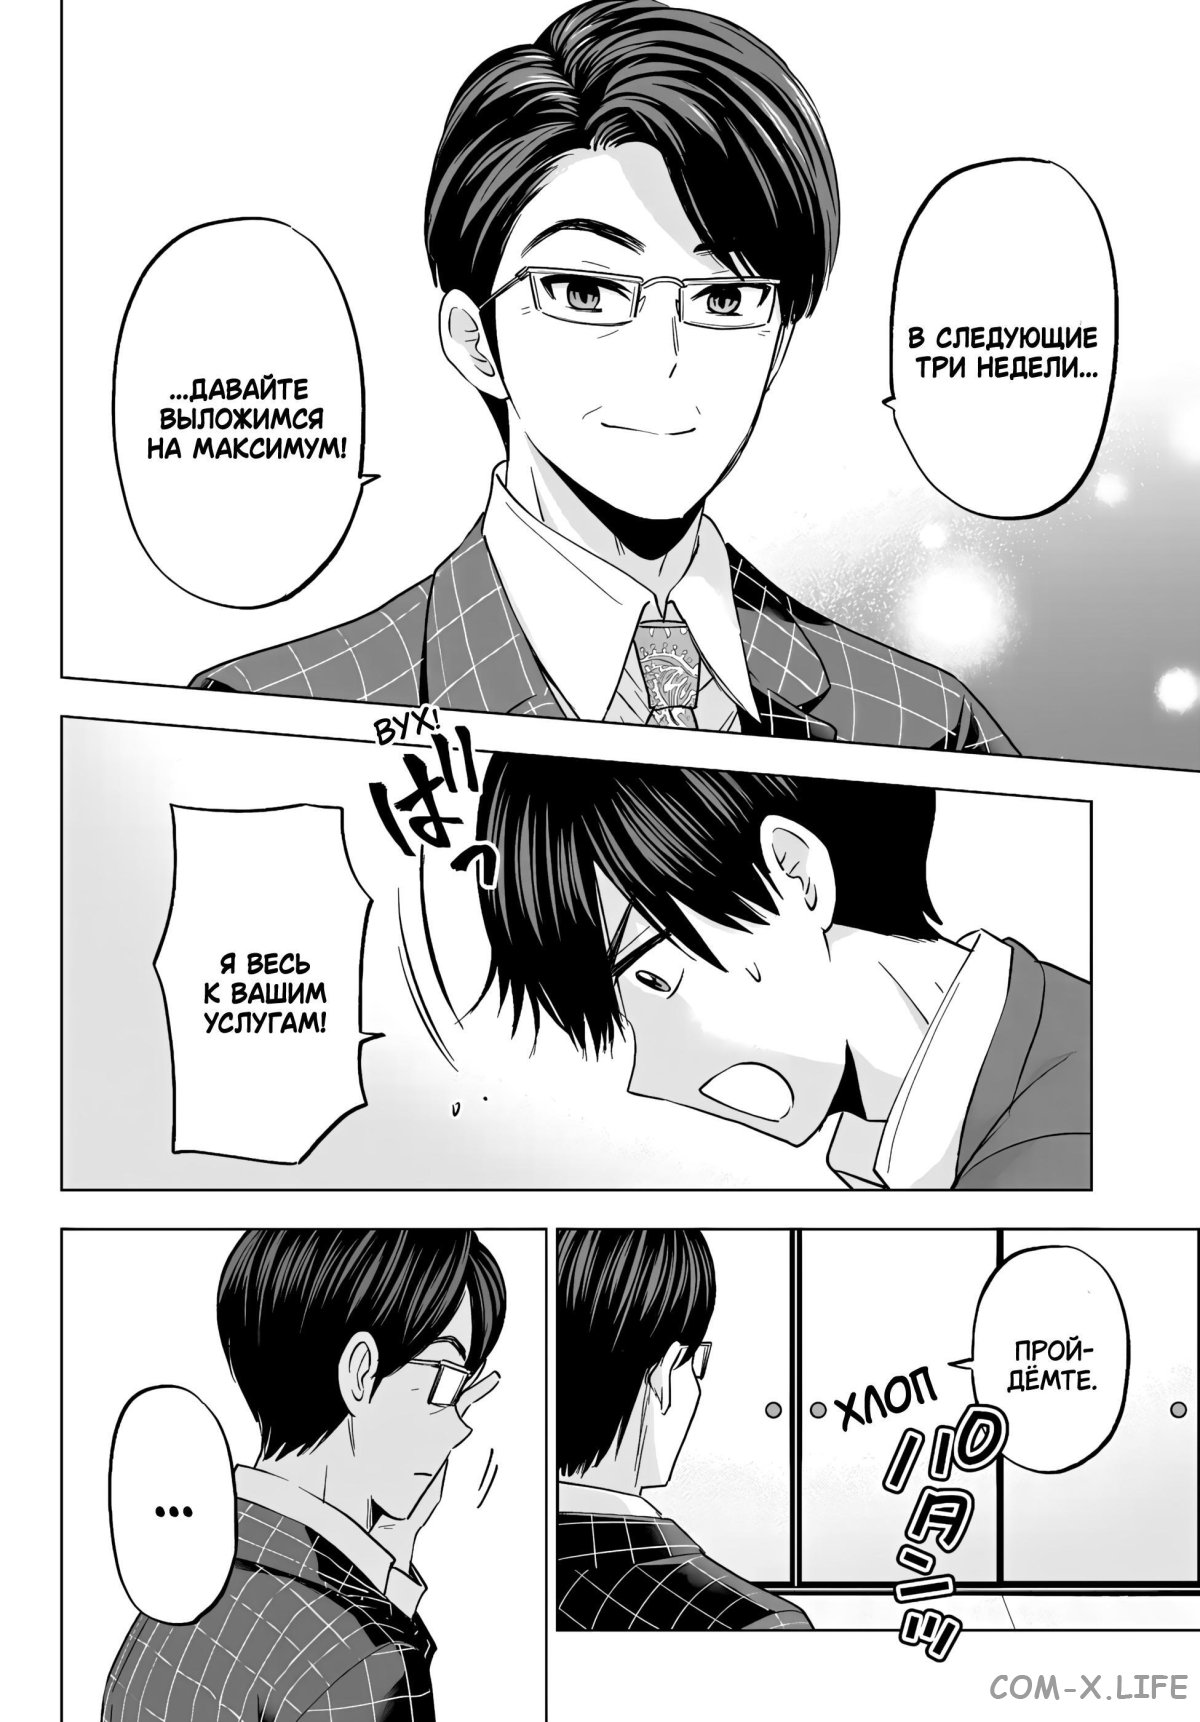 В СЛЕДУЮЩИЕ
ТРИ НЕДЕЛИ...
...ДАВАЙТЕ
ВЫЛОЖИМСЯ
НА МАКСИМУМ!
ВУХ!
ばっ
Я ВЕСЬ
К ВАШИМ
УСЛУГАМ!
ПРОЙ-
ДЁМТЕ.
ХЛОП
パタンッ
...
COM-X.LIFE